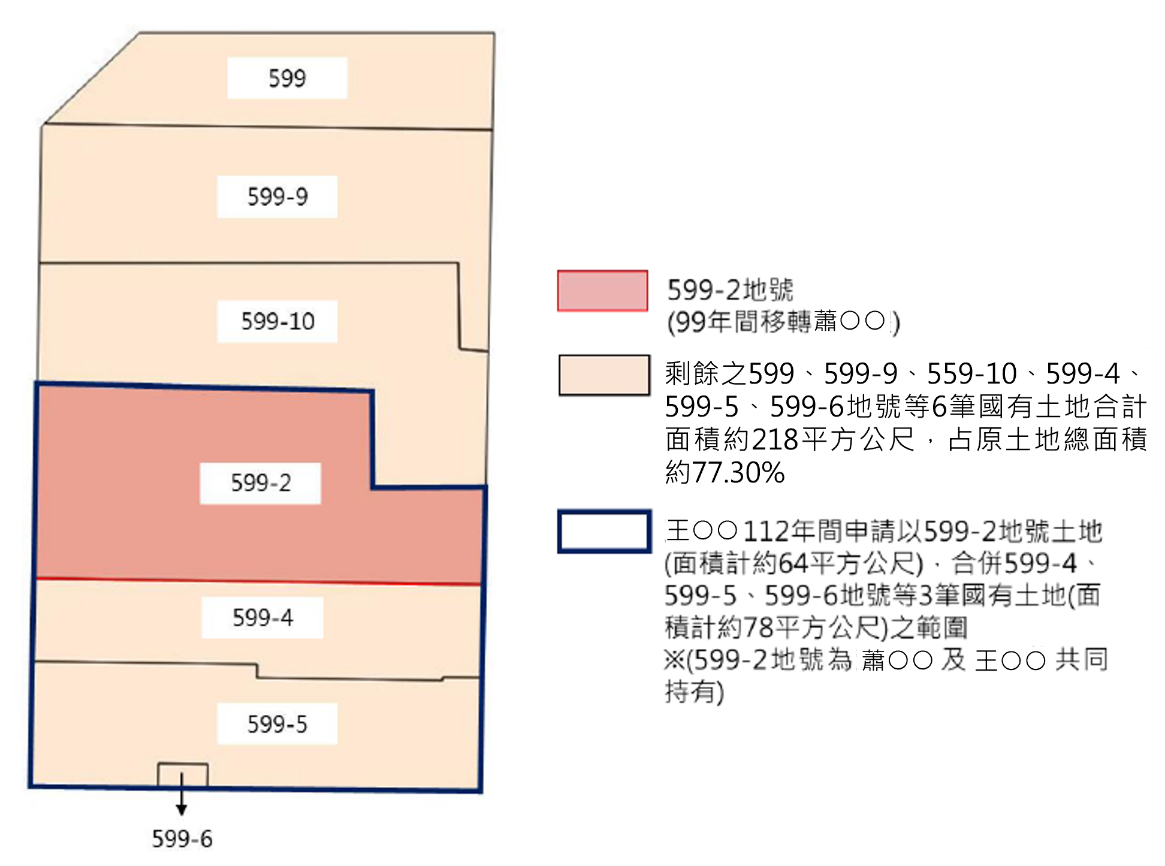 599
599-9
599-10
599-2
599-4
599-5
599-6
599-2地號
(99年間移轉蕭○○)
剩餘之599、599-9、559-10、599-4、
599-5、599-6地號等6筆國有土地合計
面積約218平方公尺，占原土地總面積
約77.30%
王○○112年間申請以599-2地號土地
(面積計約64平方公尺)，合併599-4、
599-5、599-6地號等3筆國有土地(面
積計約78平方公尺)之範圍
※(599-2地號為蕭○○及王○○共同
持有)